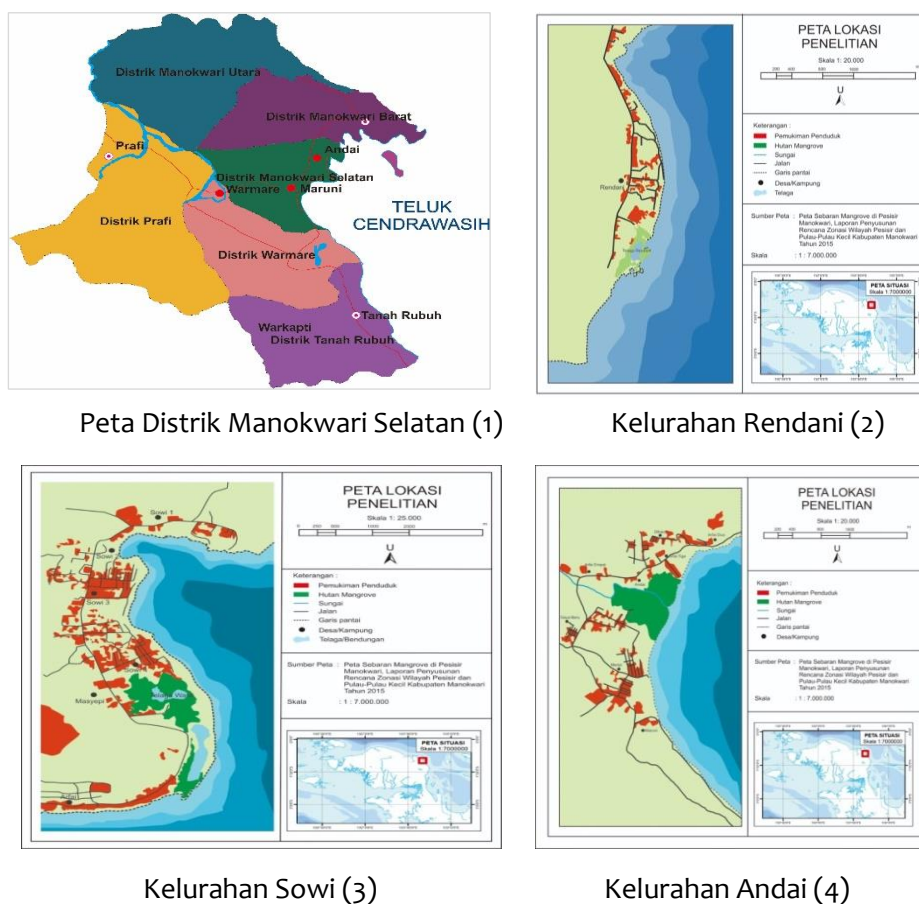 Distrik Manokwari Utara
Distrik Manokwari Barat
Prafi
Andai
Distrik Manokwari Selatan
Warmare
Maruni
TELUK
CENDRAWASIH
Distrik Prafi
Distrik Warmare
Tanah Rubuh
Warkapti
Distrik Tanah Rubuh
Peta Distrik Manokwari Selatan (1)
PETA LOKASI
PENELITIAN
Skala 1: 20.000
U
Keterangan :
Pemukiman Penduduk
Hutan Mangrove
Sungai
Jalan
Garis pantai
Desa/Kampung
Telaga
Rendani
Sumber Peta : Peta Sebaran Mangrove di Pesisir
Manokwari, Laporan Penyusunan
Rencana Zonasi Wilayah Pesisir dan
Pulau-Pulau Kecil Kabupaten Manokwari
Tahun 2015
Skala : 1 : 7.000.000
PETA SITUASI
Skala 1:7000000
Kelurahan Rendani (2)
Sowi 1
Sowi
Sowi 3
Masyepi
PETA LOKASI
PENELITIAN
Skala 1: 25.000
U
Keterangan :
Pemukiman Penduduk
Hutan Mangrove
Sungai
Jalan
Garis pantai
Desa/Kampung
Telaga/Bendungan
Sumber Peta : Peta Sebaran Mangrove di Pesisir
Manokwari, Laporan Penyusunan
Rencana Zonasi Wilayah Pesisir dan
Pulau-Pulau Kecil Kabupaten Manokwari
Tahun 2015
Skala : 1 : 7.000.000
PETA SITUASI
Skala 1:7000000
Kelurahan Sowi (3)
PETA LOKASI
PENELITIAN
Skala 1: 20.000
U
Keterangan :
Pemukiman Penduduk
Hutan Mangrove
Sungai
Jalan
Garis pantai
Desa/Kampung
Sumber Peta : Peta Sebaran Mangrove di Pesisir
Manokwari, Laporan Penyusunan
Rencana Zonasi Wilayah Pesisir dan
Pulau-Pulau Kecil Kabupaten Manokwari
Tahun 2015
Skala : 1 : 7.000.000
PETA SITUASI
Skala 1:7000000
Kelurahan Andai (4)